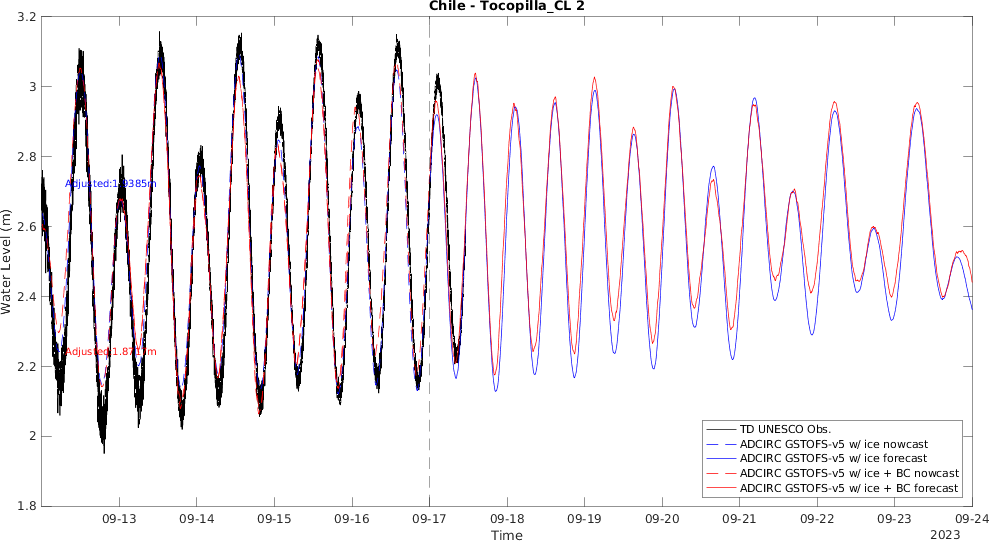 Chile - Tocopilla_CL 2
Water Level (m)
3.2
3
2.8
2.6
2.4
2.2
2
1.8
TD UNESCO Obs.
ADCIRC GSTOFS-v5 w/ ice nowcast
ADCIRC GSTOFS-v5 w/ ice forecast
ADCIRC GSTOFS-v5 w/ ice + BC nowcast
ADCIRC GSTOFS-v5 w/ ice + BC forecast
09-13 09-14 09-15 09-16 09-17 09-18 09-19 09-20 09-21 09-22 09-23 09-24
Time
2023